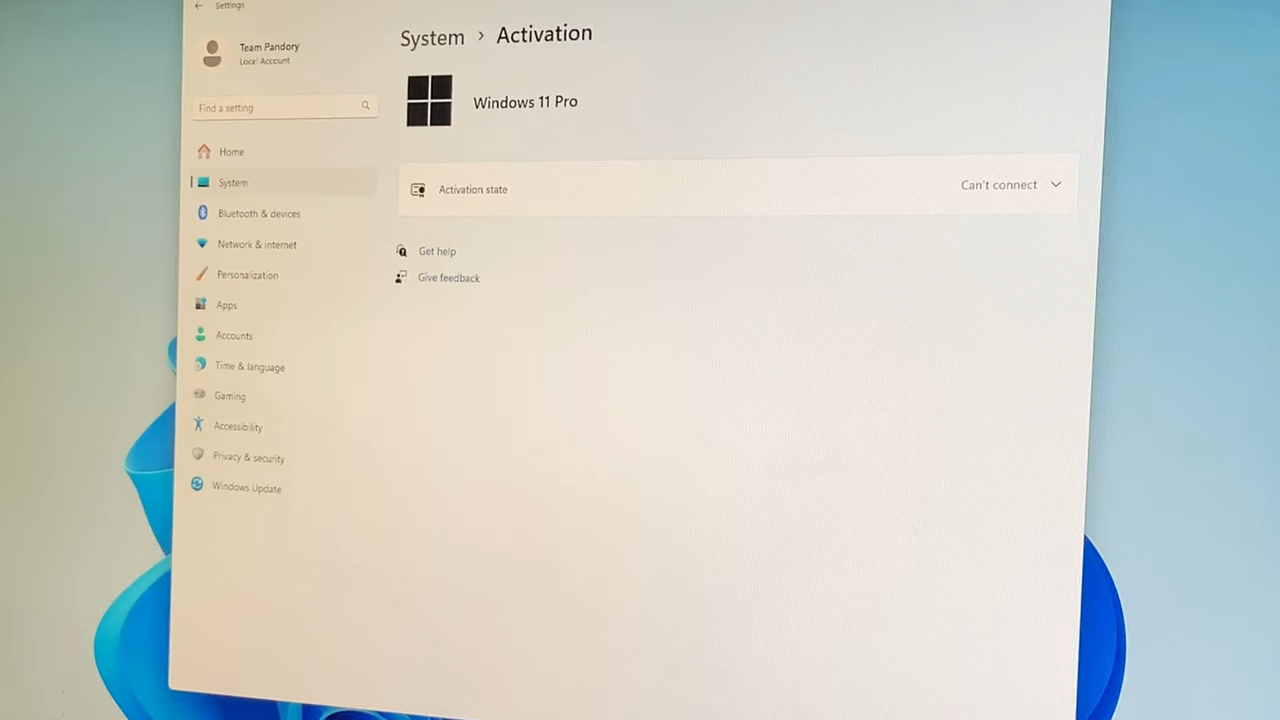 Settings
Team Pandory
Local Account
Find a setting
Home
System
Bluetooth & devices
Network & internet
Personalization
Apps
Accounts
Time & language
Gaming
Accessibility
Privacy & security
Windows Update
System › Activation
Windows 11 Pro
Activation state
Can't connect
Get help
Give feedback